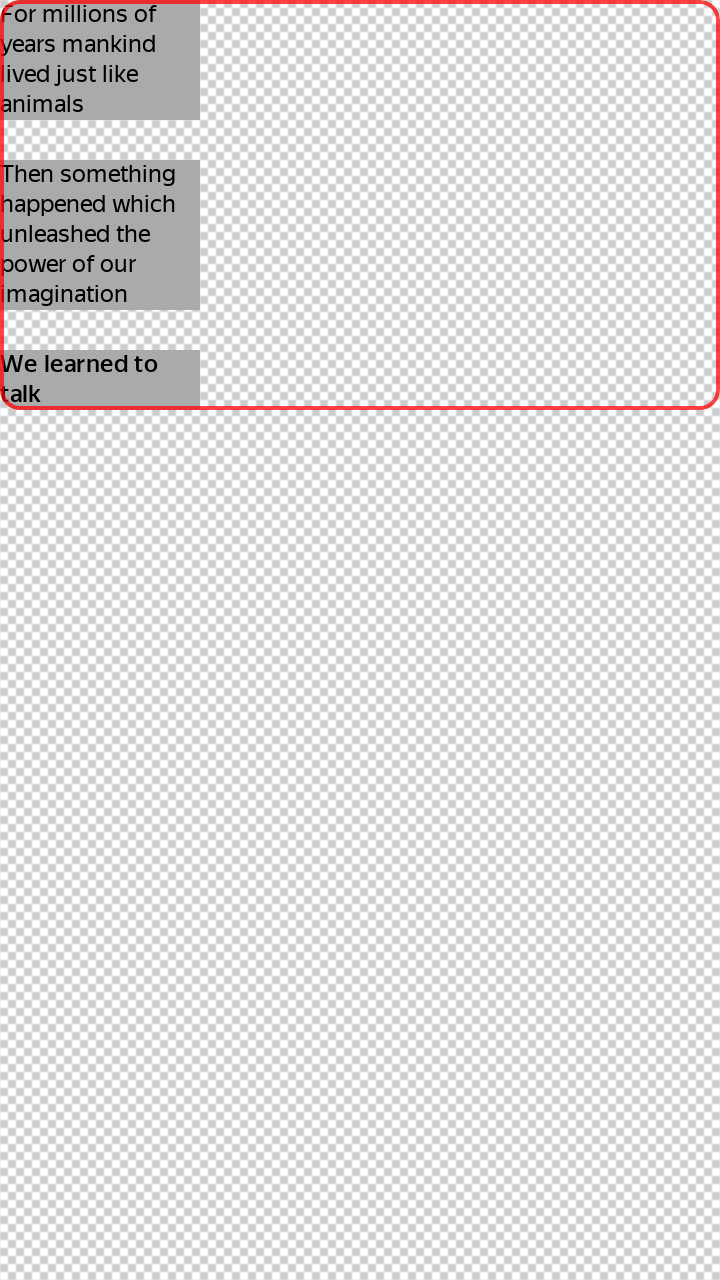 For millions of
years mankind
lived just like
animals
Then something
happened which
unleashed the
power of our
imagination
We learned to
talk